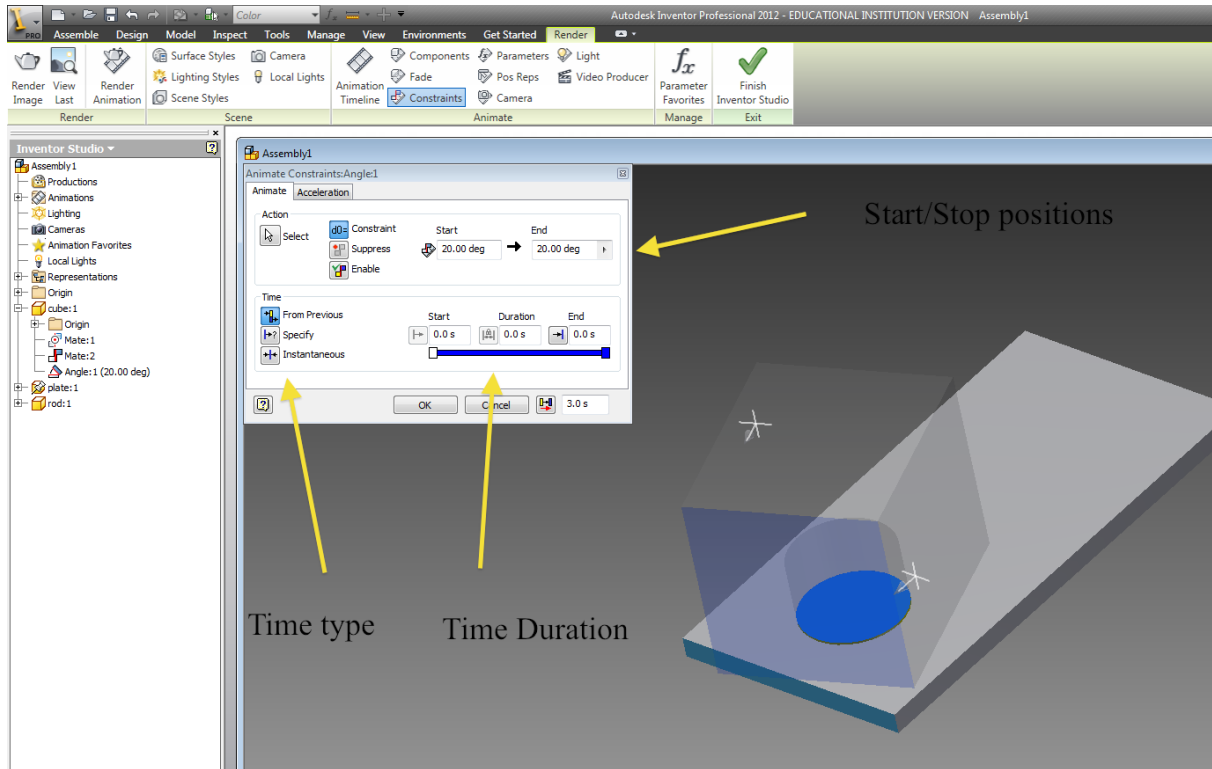 Color
Autodesk Inventor Professional 2012 - EDUCATIONAL INSTITUTION VERSION Assembly1
PRO Assemble Design Model Inspect Tools Manage View Environments Get Started Render
Surface Styles Camera Components Parameters Light
Lighting Styles Local Lights Fade Pos Reps Video Producer
Scene Styles Constraints Camera
Render Image
View Last
Render Animation
Animation Timeline
fx
Parameter Favorites
Finish Inventor Studio
Render Scene Animate Manage Exit
Inventor Studio
Assembly1
Productions
Animations
Lighting
Cameras
Animation Favorites
Local Lights
Representations
Origin
cube:1
Origin
Mate:1
Mate:2
Angle:1 (20.00 deg)
plate:1
rod:1
Assembly1
Animate Constraints:Angle:1
Animate Acceleration
Action
Select
d0= Constraint
Suppress
Enable
Start End
20.00 deg 20.00 deg
Time
From Previous
Specify
Instantaneous
Start Duration End
0.0 s 0.0 s 0.0 s
OK Cancel 3.0 s
Start/Stop positions
Time type
Time Duration